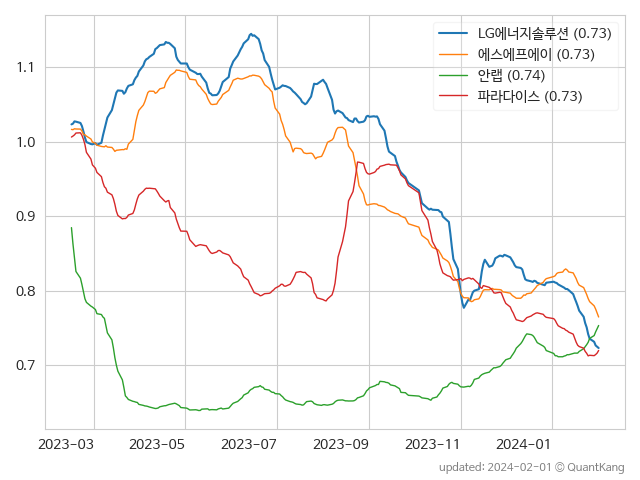 LG에너지솔루션 (0.73)
에스에프에이 (0.73)
안랩 (0.74)
파라다이스 (0.73)
1.1
1.0
0.9
0.8
0.7
2023-03 2023-05 2023-07 2023-09 2023-11 2024-01
updated: 2024-02-01 © QuantKang